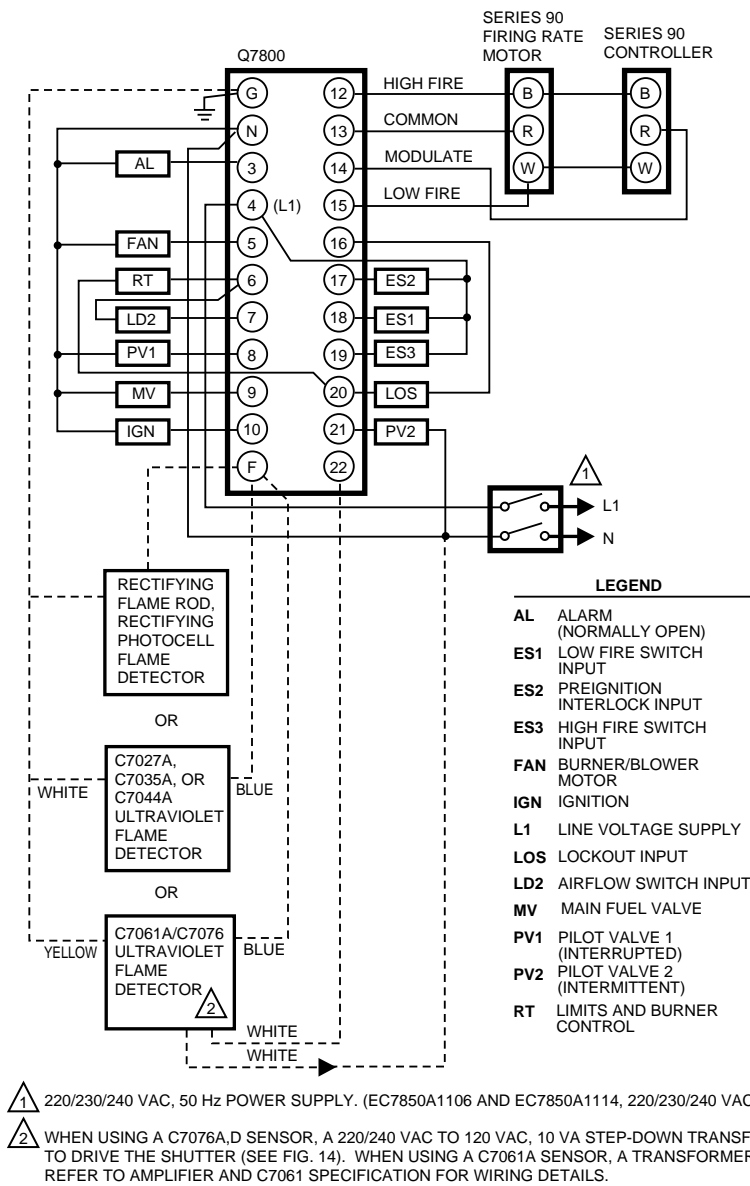 SERIES 90
FIRING RATE
MOTOR
SERIES 90
CONTROLLER
Q7800
G
12
HIGH FIRE
B
B
N
13
COMMON
R
R
AL
3
14
MODULATE
W
W
4
(L1)
15
LOW FIRE
FAN
5
16
RT
6
17
ES2
LD2
7
18
ES1
PV1
8
19
ES3
MV
9
20
LOS
IGN
10
21
PV2
F
22
1
L1
N
RECTIFYING
FLAME ROD,
RECTIFYING
PHOTOCELL
FLAME
DETECTOR
OR
C7027A,
C7035A, OR
C7044A
ULTRAVIOLET
FLAME
DETECTOR
WHITE
BLUE
OR
C7061A/C7076
ULTRAVIOLET
FLAME
DETECTOR
2
YELLOW
BLUE
WHITE
WHITE
LEGEND
AL ALARM
(NORMALLY OPEN)
ES1 LOW FIRE SWITCH
INPUT
ES2 PREIGNITION
INTERLOCK INPUT
ES3 HIGH FIRE SWITCH
INPUT
FAN BURNER/BLOWER
MOTOR
IGN IGNITION
L1 LINE VOLTAGE SUPPLY
LOS LOCKOUT INPUT
LD2 AIRFLOW SWITCH INPUT
MV MAIN FUEL VALVE
PV1 PILOT VALVE 1
(INTERRUPTED)
PV2 PILOT VALVE 2
(INTERMITTENT)
RT LIMITS AND BURNER
CONTROL
1 220/230/240 VAC, 50 Hz POWER SUPPLY. (EC7850A1106 AND EC7850A1114, 220/230/240 VAC
2 WHEN USING A C7076A,D SENSOR, A 220/240 VAC TO 120 VAC, 10 VA STEP-DOWN TRANSF
TO DRIVE THE SHUTTER (SEE FIG. 14). WHEN USING A C7061A SENSOR, A TRANSFORMER
REFER TO AMPLIFIER AND C7061 SPECIFICATION FOR WIRING DETAILS.